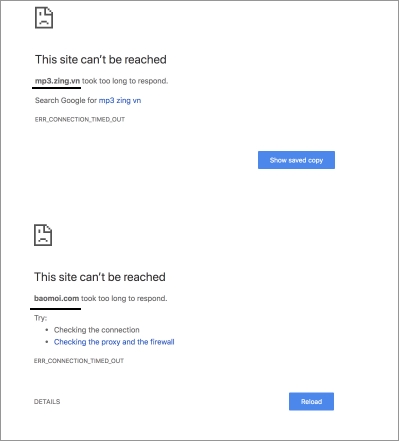 This site can't be reached
mp3.zing.vn took too long to respond.
Search Google for mp3 zing vn
ERR_CONNECTION_TIMED_OUT
Show saved copy
This site can't be reached
baomoi.com took too long to respond.
Try:
• Checking the connection
• Checking the proxy and the firewall
ERR_CONNECTION_TIMED_OUT
DETAILS
Reload